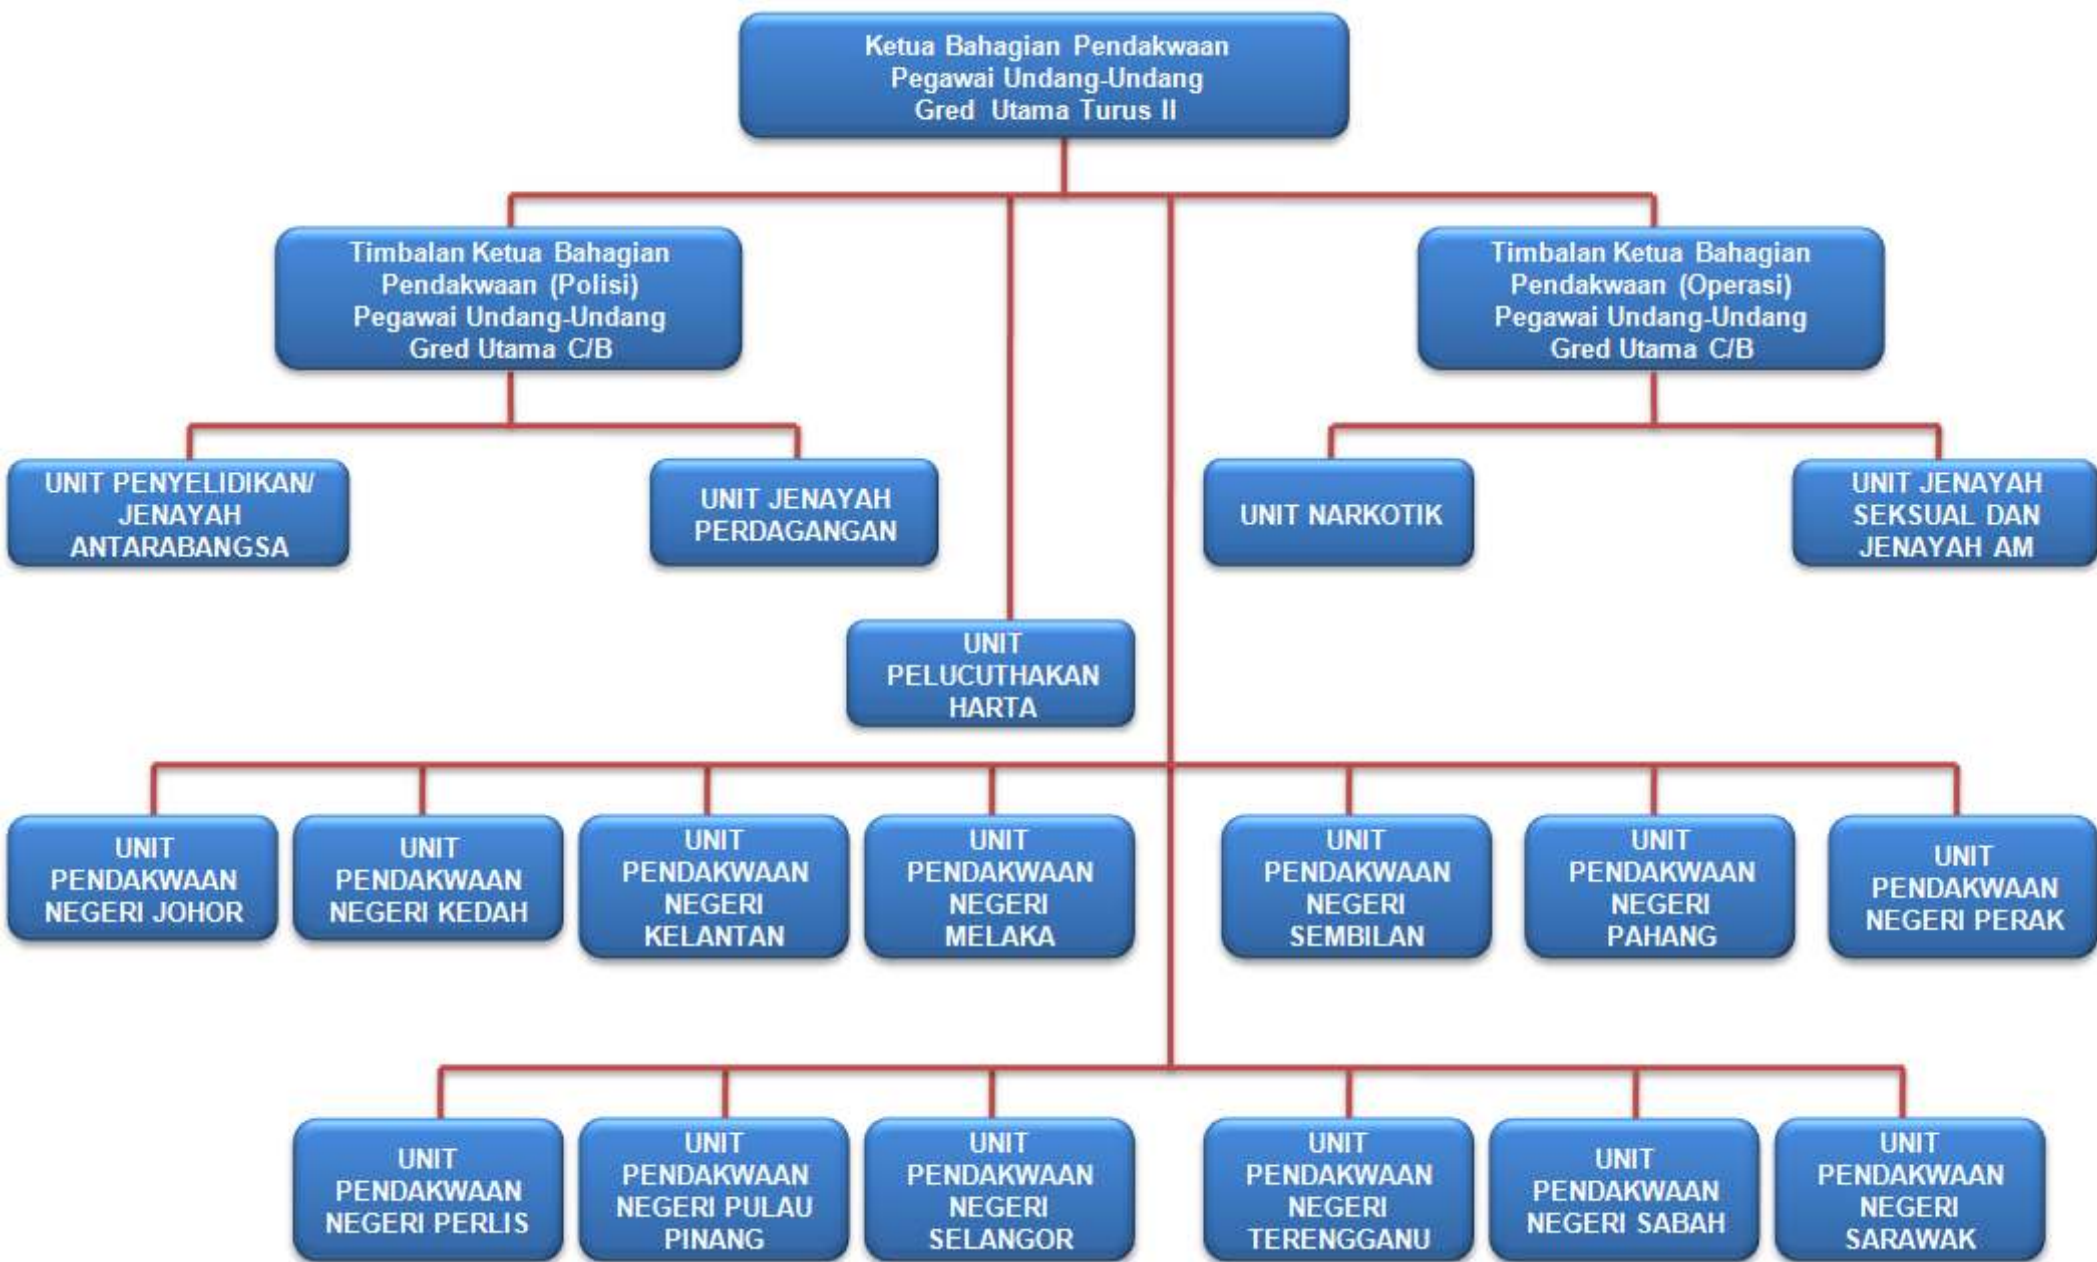 Ketua Bahagian Pendakwaan
Pegawai Undang-Undang
Gred Utama Turus II
Timbalan Ketua Bahagian
Pendakwaan (Polisi)
Pegawai Undang-Undang
Gred Utama C/B
Timbalan Ketua Bahagian
Pendakwaan (Operasi)
Pegawai Undang-Undang
Gred Utama C/B
UNIT PENYELIDIKAN/
JENAYAH
ANTARABANGSA
UNIT JENAYAH
PERDAGANGAN
UNIT NARKOTIK
UNIT JENAYAH
SEKSUAL DAN
JENAYAH AM
UNIT
PELUCUTHAKAN
HARTA
UNIT
PENDAKWAAN
NEGERI JOHOR
UNIT
PENDAKWAAN
NEGERI KEDAH
UNIT
PENDAKWAAN
NEGERI
KELANTAN
UNIT
PENDAKWAAN
NEGERI
MELAKA
UNIT
PENDAKWAAN
NEGERI
SEMBILAN
UNIT
PENDAKWAAN
NEGERI
PAHANG
UNIT
PENDAKWAAN
NEGERI PERAK
UNIT
PENDAKWAAN
NEGERI PERLIS
UNIT
PENDAKWAAN
NEGERI PULAU
PINANG
UNIT
PENDAKWAAN
NEGERI
SELANGOR
UNIT
PENDAKWAAN
NEGERI
TERENGGANU
UNIT
PENDAKWAAN
NEGERI SABAH
UNIT
PENDAKWAAN
NEGERI
SARAWAK